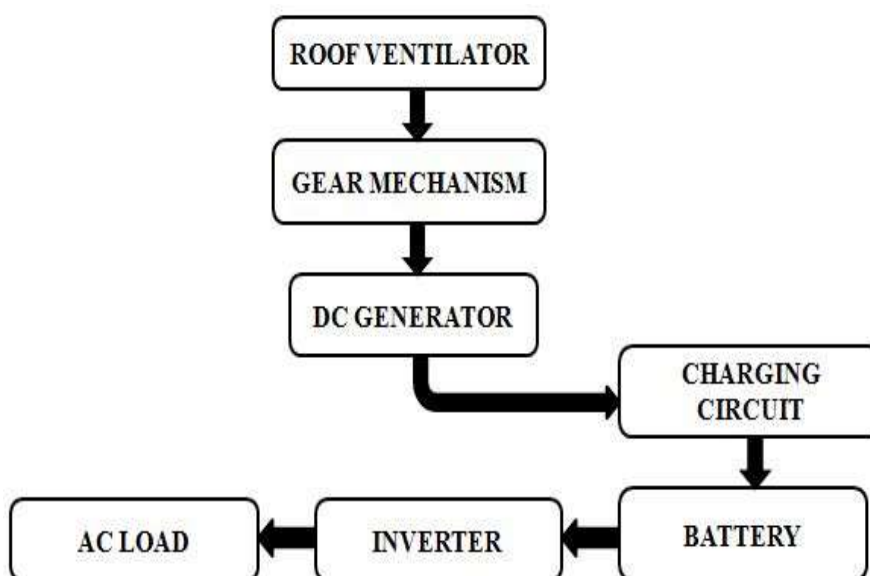 ROOF VENTILATOR
GEAR MECHANISM
DC GENERATOR
CHARGING
CIRCUIT
BATTERY
INVERTER
AC LOAD